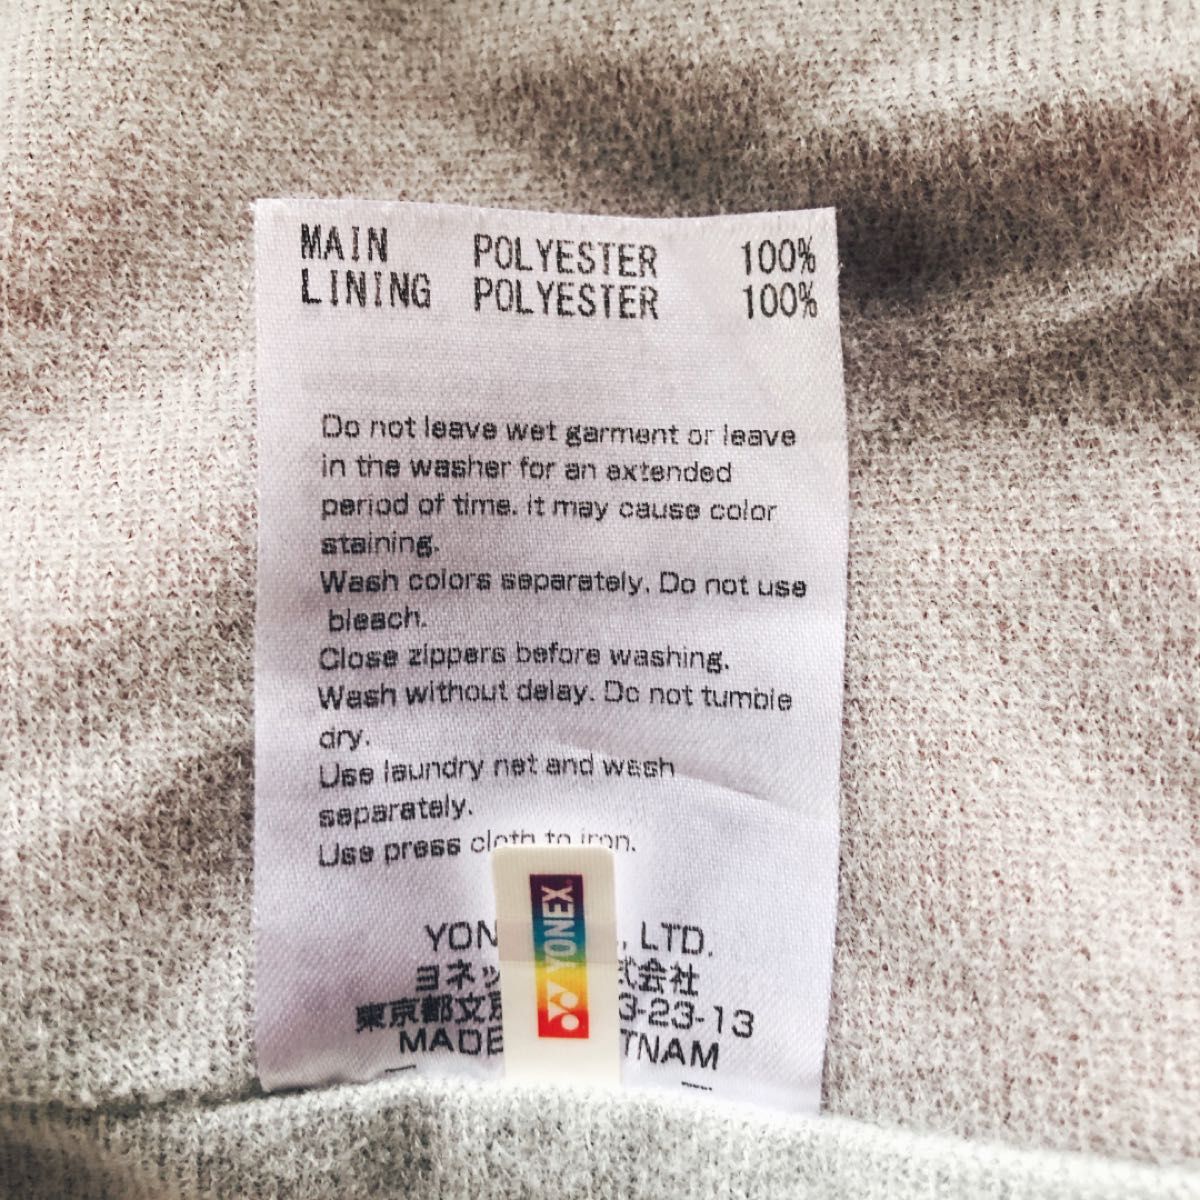 MAIN POLYESTER 100%
LINING POLYESTER 100%
Do not leave wet garment or leave
in the washer for an extended
period of time. it may cause color
staining.
Wash colors separately. Do not use
bleach.
Close zippers before washing.
Wash without delay. Do not tumble
dry.
Use laundry net and wash
separately.
Use press cloth to iron.
YON , LTD.
ヨネッ 式会社
東京都文京 3-23-13
MADE TNAM
YONEX